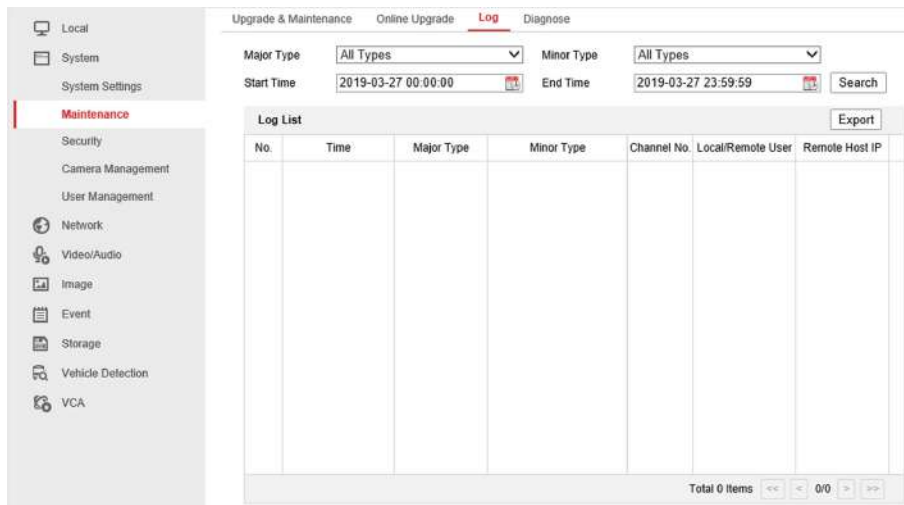 Upgrade & Maintenance Online Upgrade Log Diagnose
Local
System
System Settings
Maintenance
Security
Camera Management
User Management
Network
Video/Audio
Image
Event
Storage
Vehicle Detection
VCA
Major Type All Types Minor Type All Types
Start Time 2019-03-27 00:00:00 End Time 2019-03-27 23:59:59 Search
Log List Export
No. Time Major Type Minor Type Channel No. Local/Remote User Remote Host IP
Total 0 Items << < 0/0 > >>